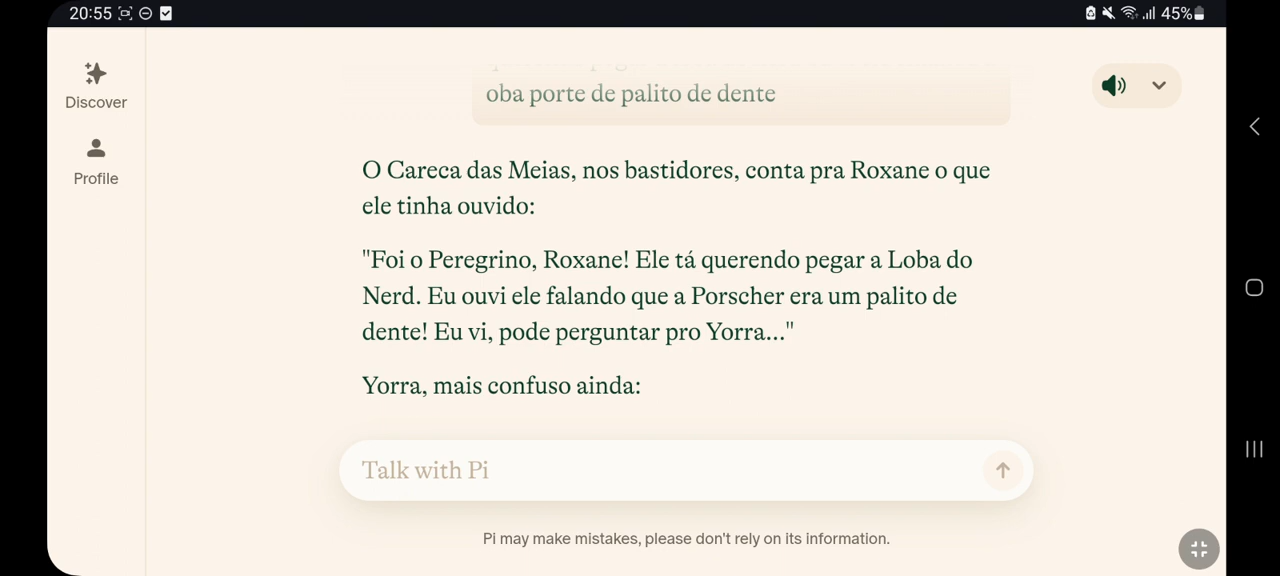 20:55
45%
Discover
Profile
oba porte de palito de dente
O Careca das Meias, nos bastidores, conta pra Roxane o que
ele tinha ouvido:
"Foi o Peregrino, Roxane! Ele tá querendo pegar a Loba do
Nerd. Eu ouvi ele falando que a Porscher era um palito de
dente! Eu vi, pode perguntar pro Yorra..."
Yorra, mais confuso ainda:
Talk with Pi
Pi may make mistakes, please don't rely on its information.